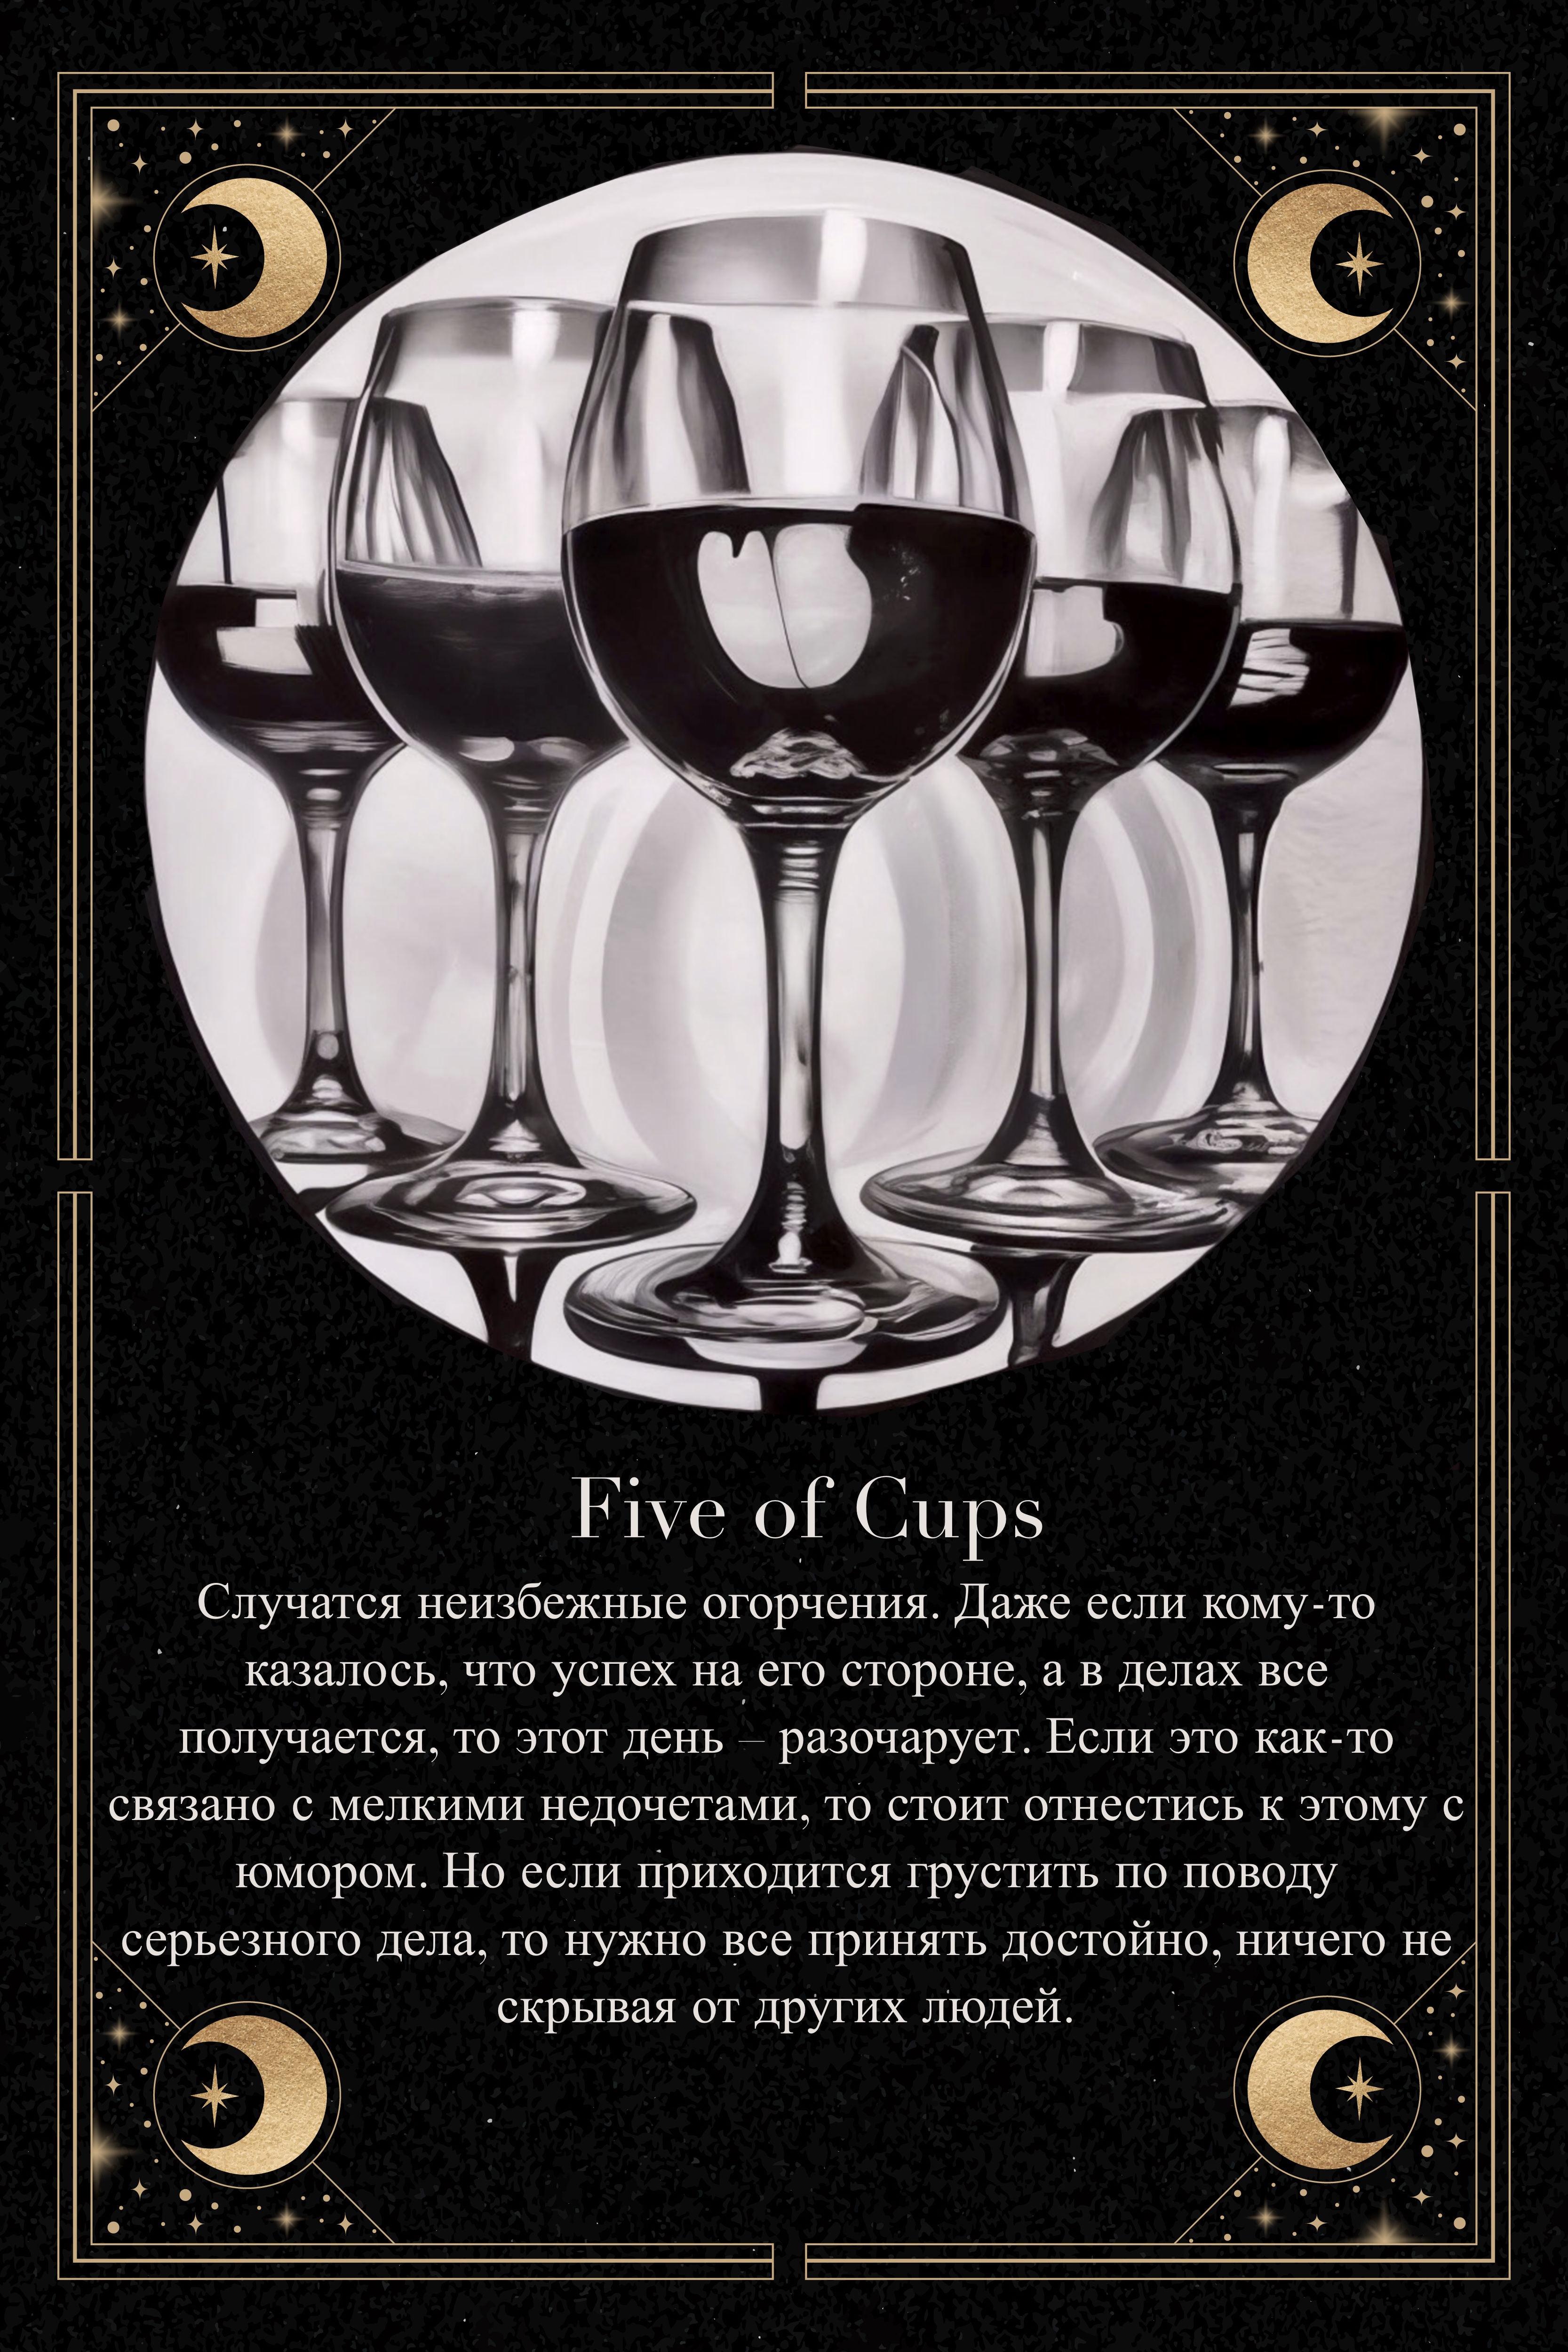 Five of Cups
Случатся неизбежные огорчения. Даже если кому-то
казалось, что успех на его стороне, а в делах все
получается, то этот день – разочарует. Если это как-то
связано с мелкими недочетами, то стоит отнестись к этому с
юмором. Но если приходится грустить по поводу
серьезного дела, то нужно все принять достойно, ничего не
скрывая от других людей.